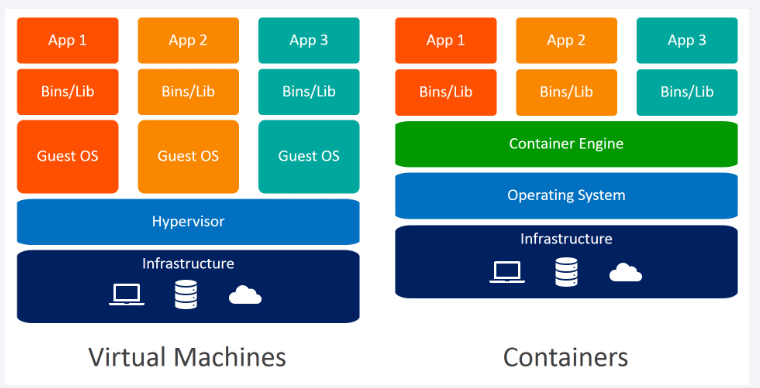 App 1
App 2
App 3
Bins/Lib
Bins/Lib
Bins/Lib
Guest OS
Guest OS
Guest OS
Hypervisor
Infrastructure
Virtual Machines
App 1
App 2
App 3
Bins/Lib
Bins/Lib
Bins/Lib
Container Engine
Operating System
Infrastructure
Containers